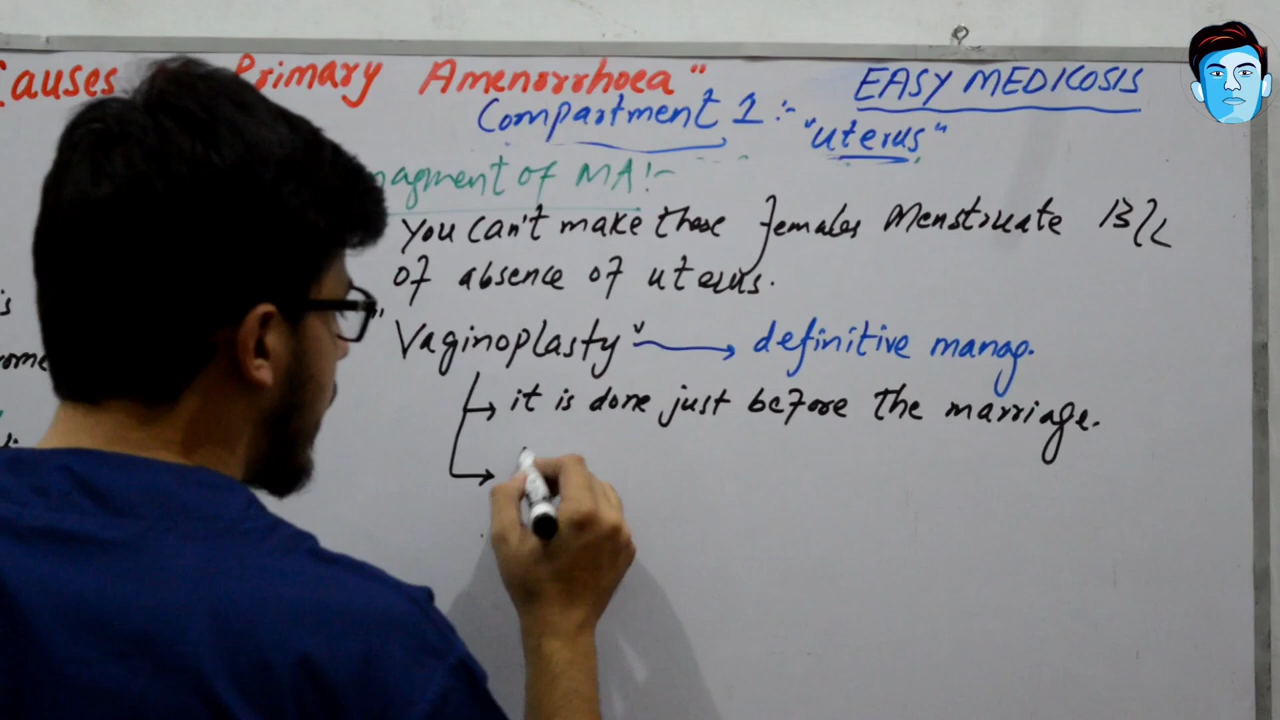 Causes Primary Amenorrhoea"
EASY MEDICOSIS
Compartment 1:-
"uterus"
nagment of MA:-
You can't make these females Menstruate B/c
of absence of uterus.
"Vaginoplasty" → definitive manag.
→ it is done just before the marriage.
→